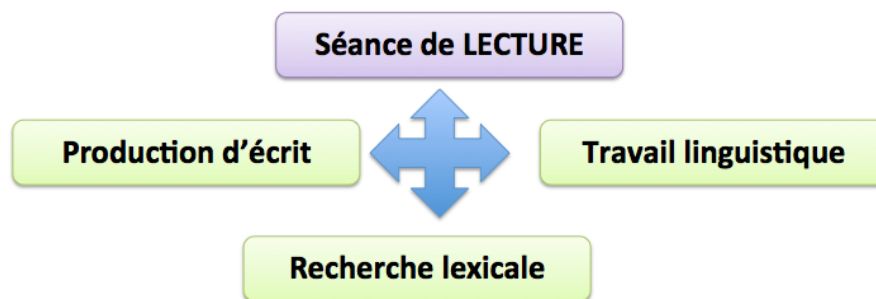 Séance de LECTURE
Production d'écrit
Travail linguistique
Recherche lexicale